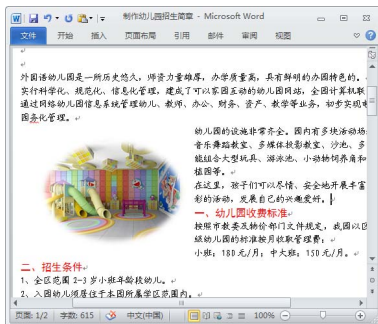 制作幼儿园招生简章 - Microsoft Word
文件 开始 插入 页面布局 引用 邮件 审阅 视图
外国语幼儿园是一所历史悠久，师资力量雄厚，办学质量高，具有鲜明的办园特色的。
实行科学化、规范化、信息化管理，建成了可以家园互动的幼儿园网站，全园计算机联
通过网络幼儿园信息系统管理幼儿、教师、办公、财务、资产、教学等业务，初步实现
园务化管理。
幼儿园的设施非常齐全。园内有多块活动场
音乐舞蹈教室、多媒体投影教室、沙池、多
能组合大型玩具、游泳池、小动物饲养角和
植园等。
在这里，孩子们可以尽情、安全地开展丰富
彩的活动，发展自己的兴趣爱好。
一、幼儿园收费标准
按照市教委及物价部门文件规定，我园以区
级幼儿园的标准按月收取管理费：
小班：180元/月；中大班：150元/月。
二、招生条件
1、全区范围 2-3 岁小班年龄段幼儿。
2、入园幼儿须居住于本园所属学区范围内。
页面: 1/2 字数: 615 中文(中国) 100%